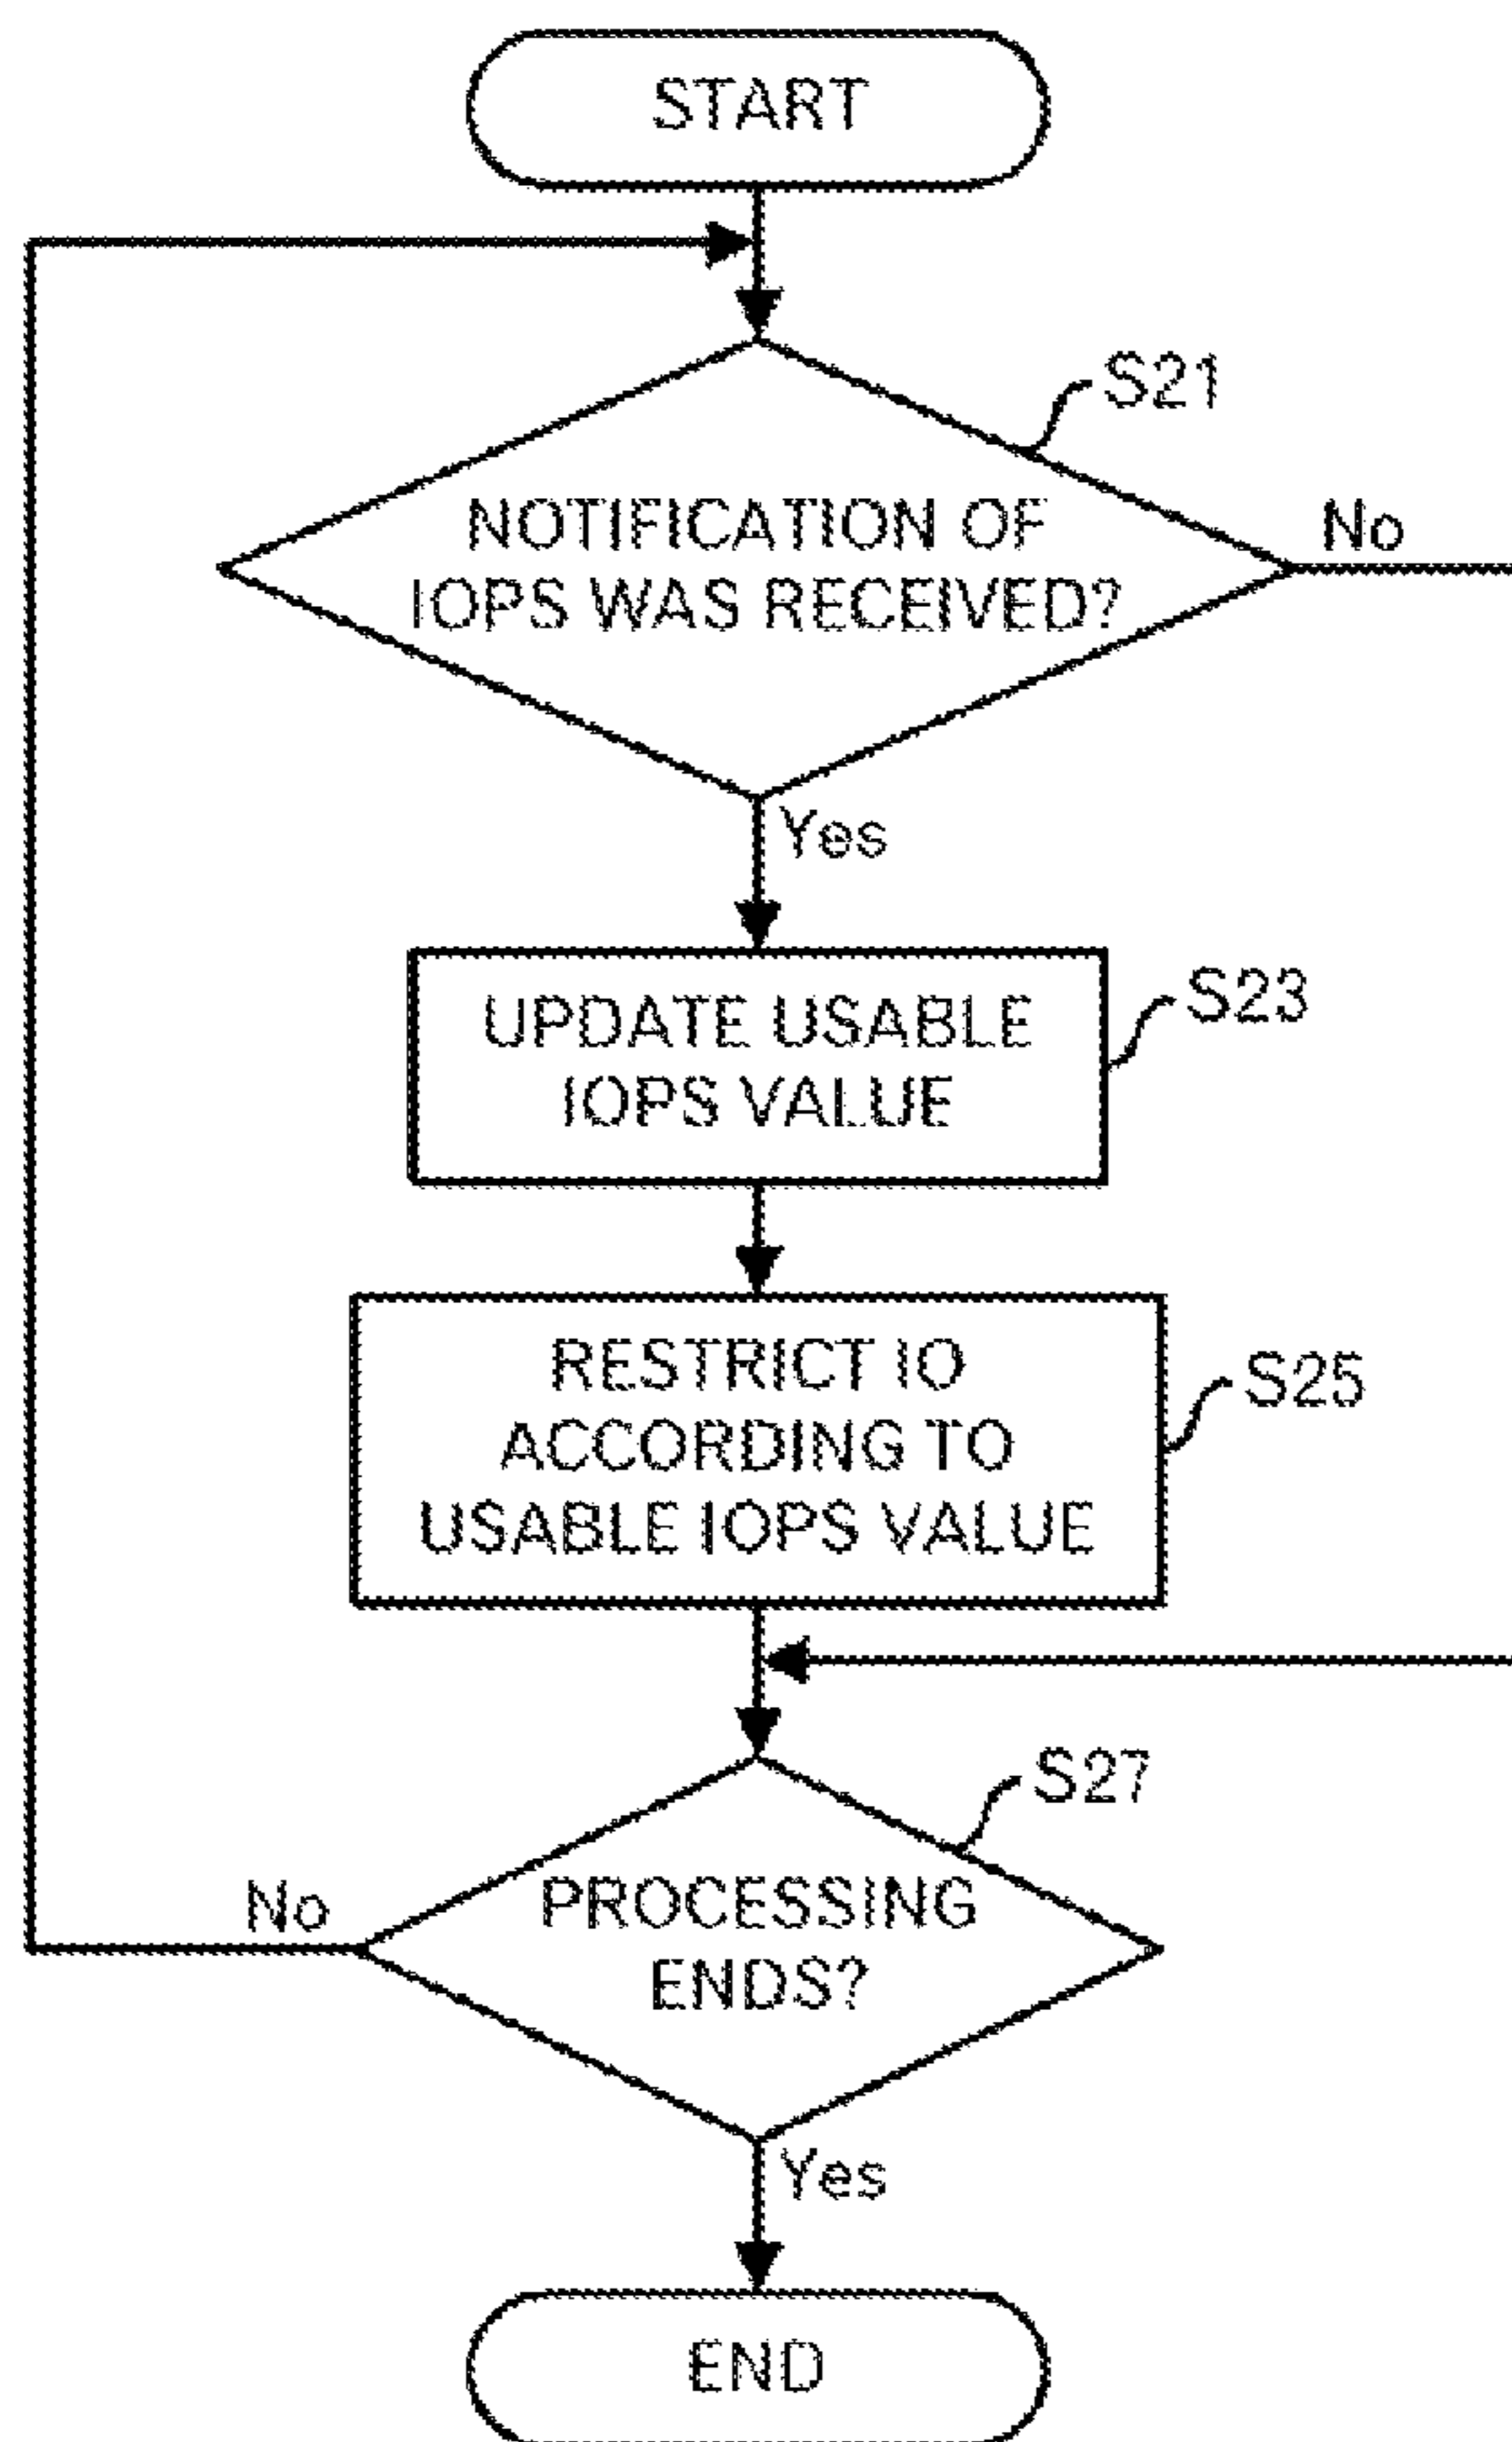 START
S21
NOTIFICATION OF
IOPS WAS RECEIVED?
No
Yes
UPDATE USABLE
IOPS VALUE
S23
RESTRICT IO
ACCORDING TO
USABLE IOPS VALUE
S25
S27
PROCESSING
ENDS?
No
Yes
END